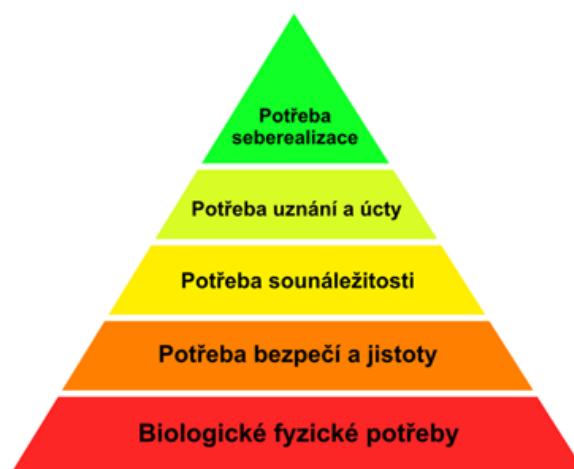 Potřeba
seberealizace
Potřeba uznání a úcty
Potřeba sounáležitosti
Potřeba bezpečí a jistoty
Biologické fyzické potřeby